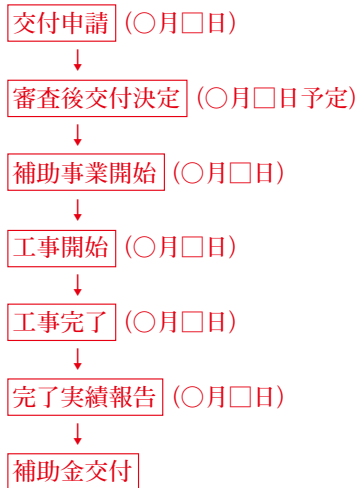 交付申請(○月□日)
↓
審査後交付決定(○月□日予定)
↓
補助事業開始(○月□日)
↓
工事開始(○月□日)
↓
工事完了(○月□日)
↓
完了実績報告(○月□日)
↓
補助金交付